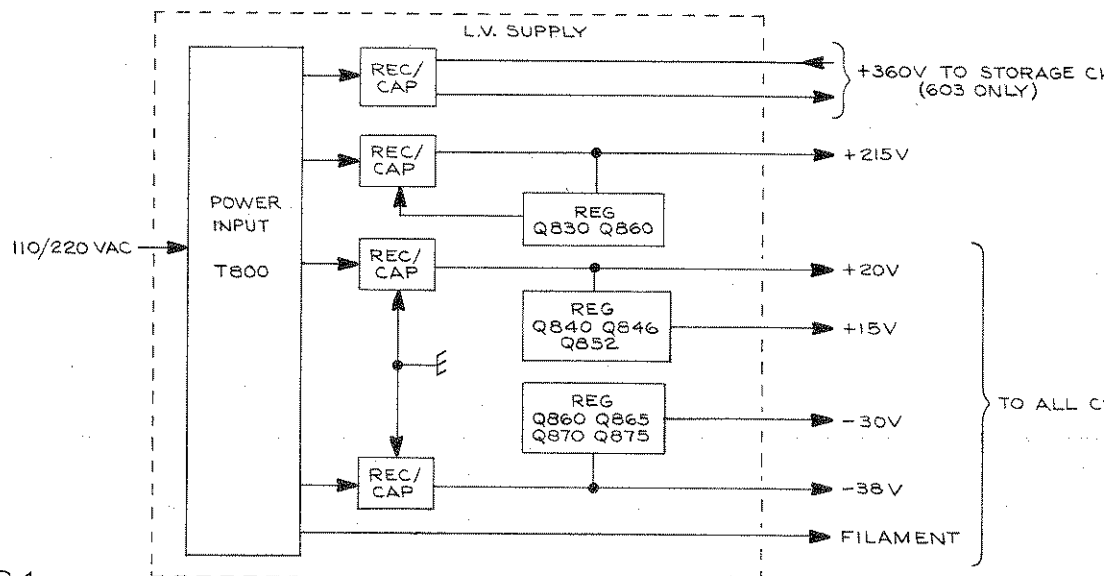 L.V. SUPPLY
REC/
CAP
+360V TO STORAGE
(603 ONLY)
REC/
CAP
+215V
POWER
INPUT
T800
REG
Q830 Q860
110/220 VAC
REC/
CAP
+20V
REG
Q840 Q846
Q852
+15V
REG
Q860 Q865
Q870 Q875
-30V
TO ALL
REC/
CAP
-38V
FILAMENT